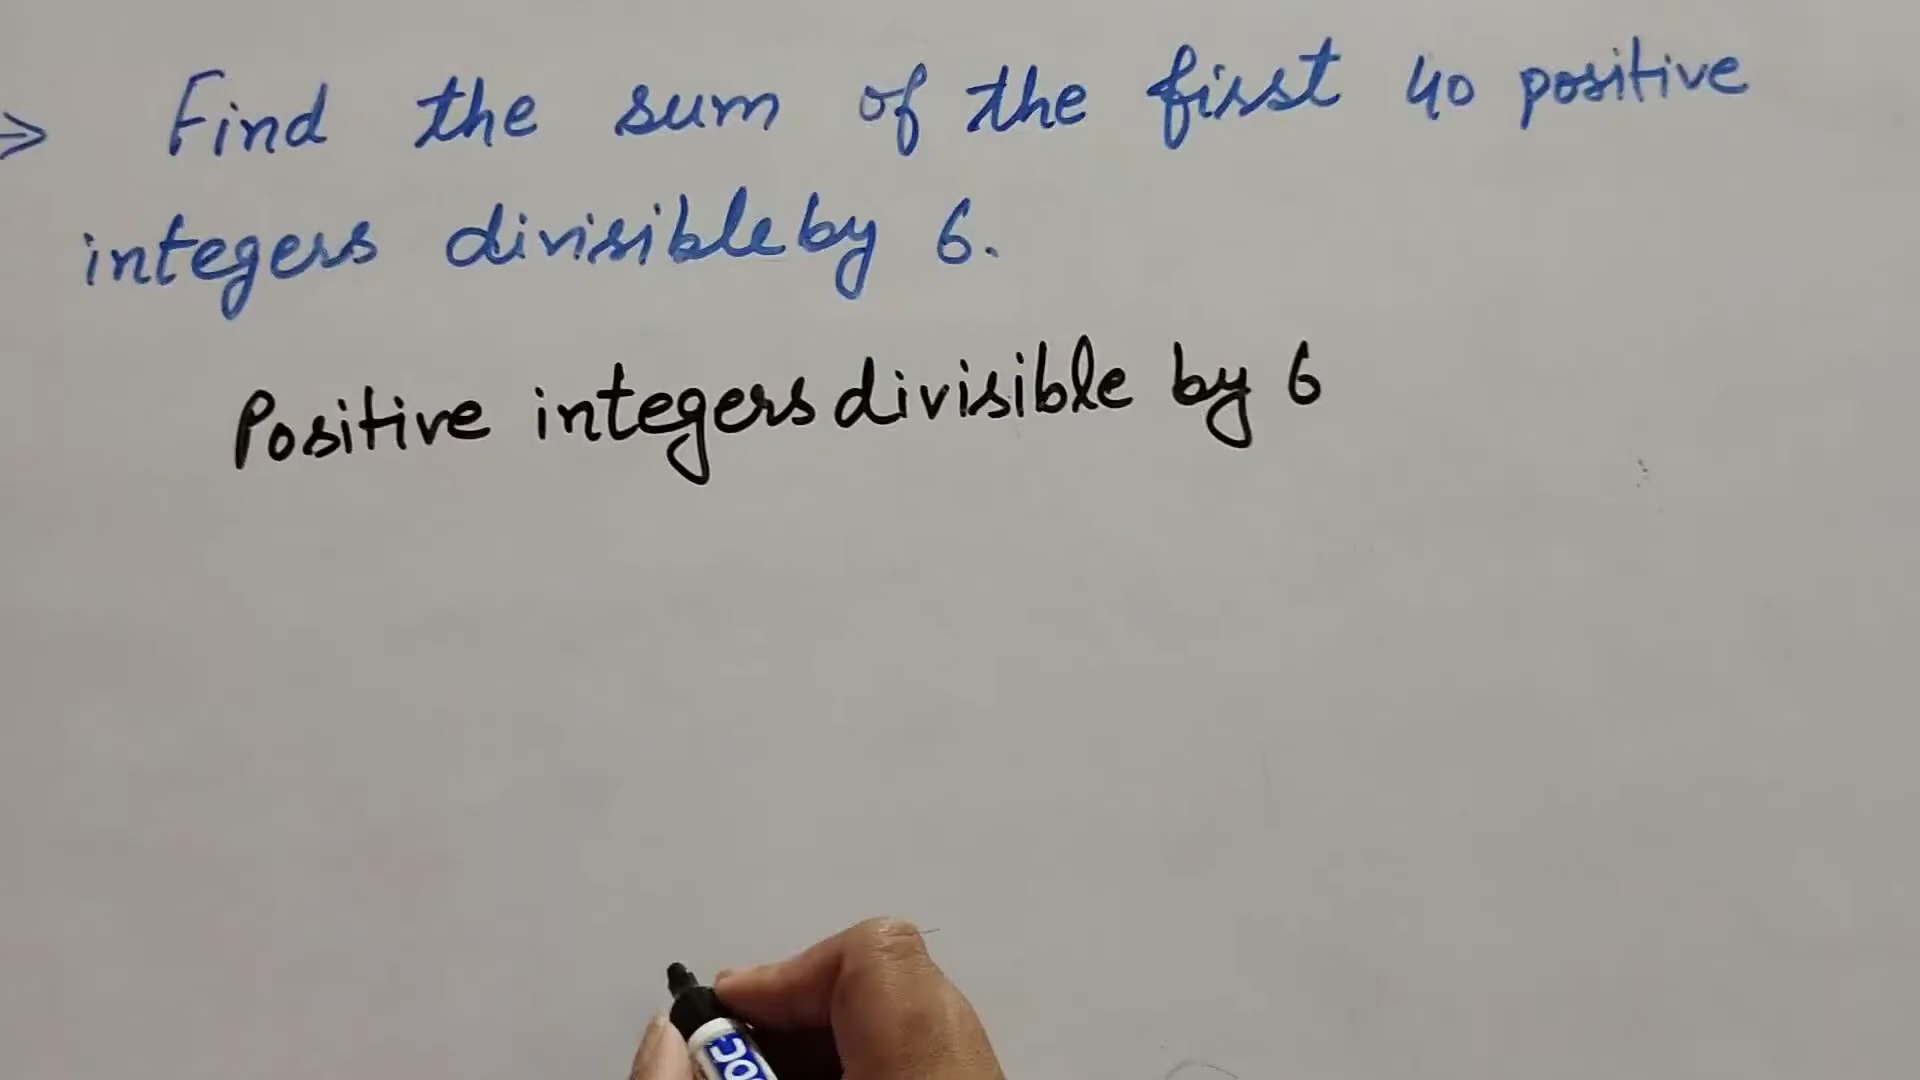 ⇒ Find the sum of the first 40 positive
integers divisible by 6.
Positive integers divisible by 6